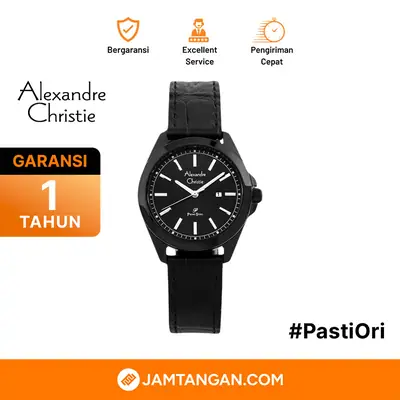 Bergaransi
Excellent
Service
Pengiriman
Cepat
Alexandre
Christie
GARANSI
1
TAHUN
Alexandre
Christie
#PastiOri
JAMTANGAN.COM